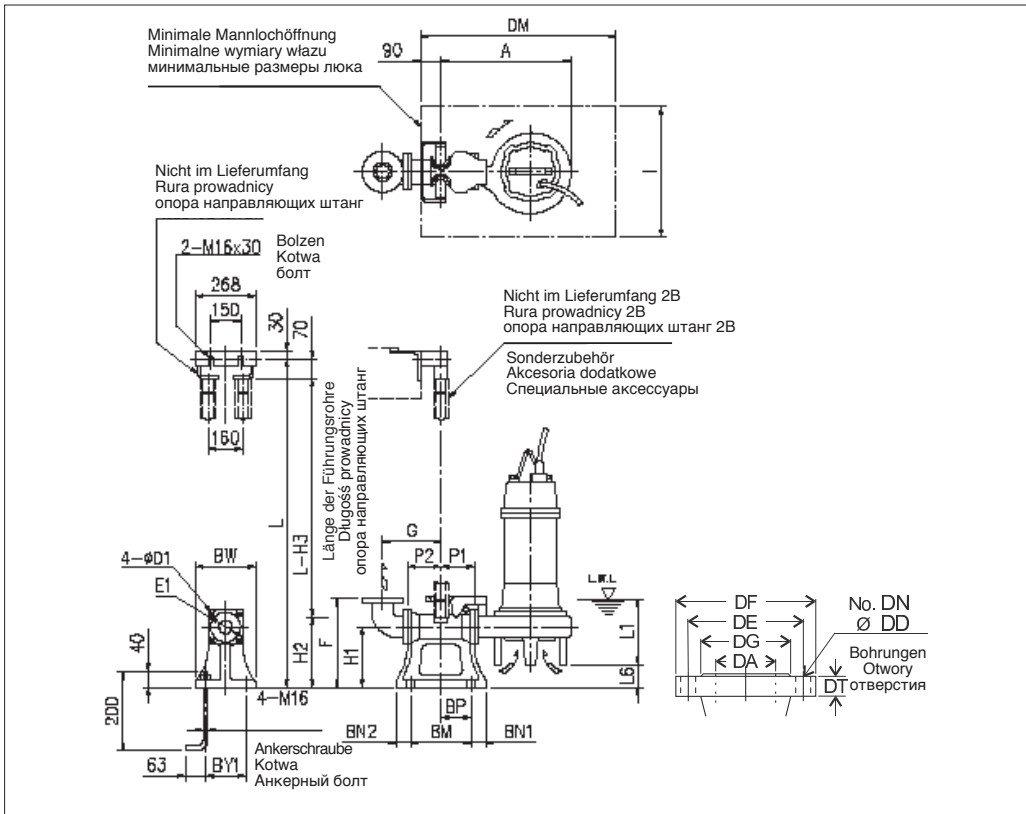 DM
Minimale Mannlochöffnung
Minimalne wymiary włazu
минимальные размеры люка
90
A
I
Nicht im Lieferumfang
Rura prowadnicy
опора направляющих штанг
2-M16x30
Bolzen
Kotwa
болт
268
150
30
70
160
Nicht im Lieferumfang 2B
Rura prowadnicy 2B
опора направляющих штанг 2B
Sonderzubehör
Akcesoria dodatkowe
Специальные аксессуары
L
L-H3
Länge der Führungsrohre
Długość prowadnicy
опора направляющих штанг
G
P2
P1
4-φD1
BW
E1
L.W.L
40
H2
F
H1
L1
L6
4-M16
BP
200
BN2
BM
BN1
63
BY1
Ankerschraube
Kotwa
Анкерный болт
DF
DE
DG
DA
No. DN
Ø DD
Bohrungen
Otwory
отверстия
DT